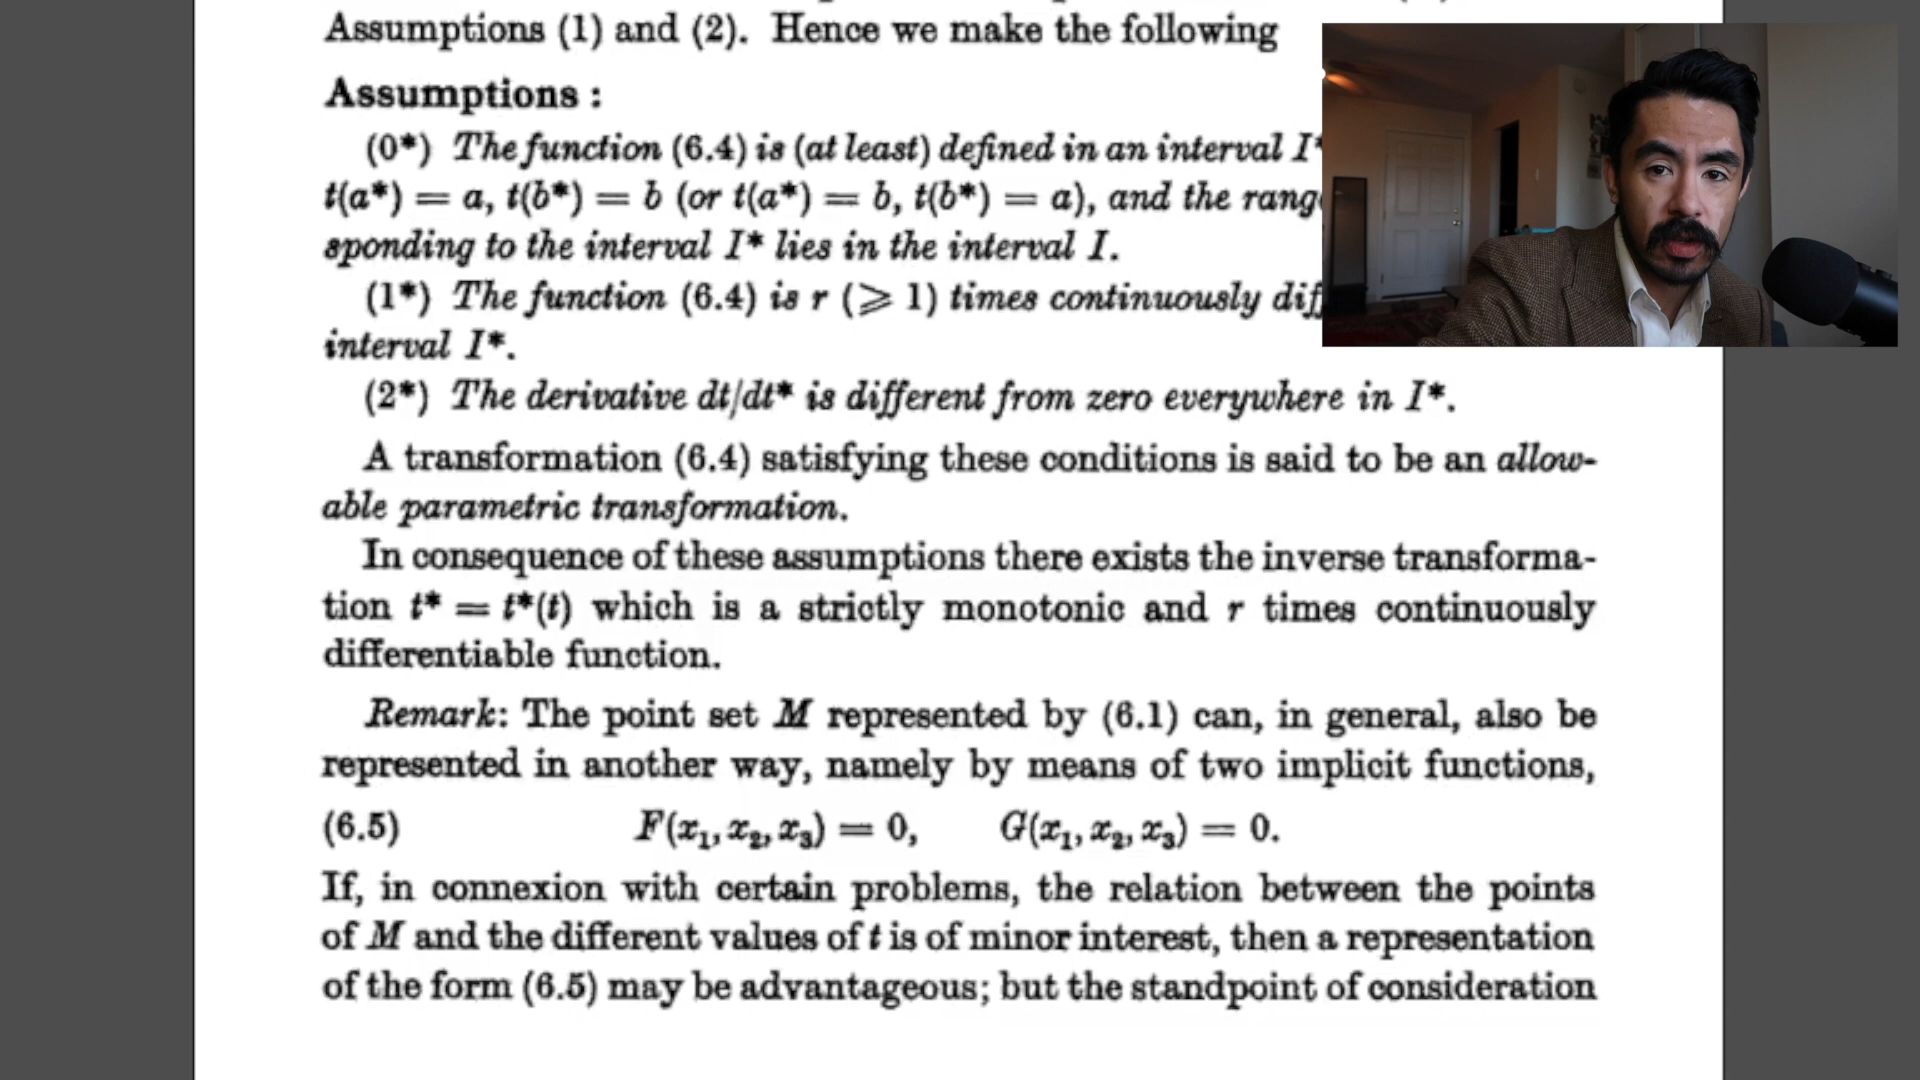 Assumptions (1) and (2). Hence we make the following
Assumptions :
(0*) The function (6.4) is (at least) defined in an interval I*
t(a*) = a, t(b*) = b (or t(a*) = b, t(b*) = a), and the rang
sponding to the interval I* lies in the interval I.
(1*) The function (6.4) is r (⩾ 1) times continuously dif
interval I*.
(2*) The derivative dt/dt* is different from zero everywhere in I*.
A transformation (6.4) satisfying these conditions is said to be an allow-
able parametric transformation.
In consequence of these assumptions there exists the inverse transforma-
tion t* = t*(t) which is a strictly monotonic and r times continuously
differentiable function.
Remark: The point set M represented by (6.1) can, in general, also be
represented in another way, namely by means of two implicit functions,
(6.5) F(x₁, x₂, x₃) = 0, G(x₁, x₂, x₃) = 0.
If, in connexion with certain problems, the relation between the points
of M and the different values of t is of minor interest, then a representation
of the form (6.5) may be advantageous; but the standpoint of consideration